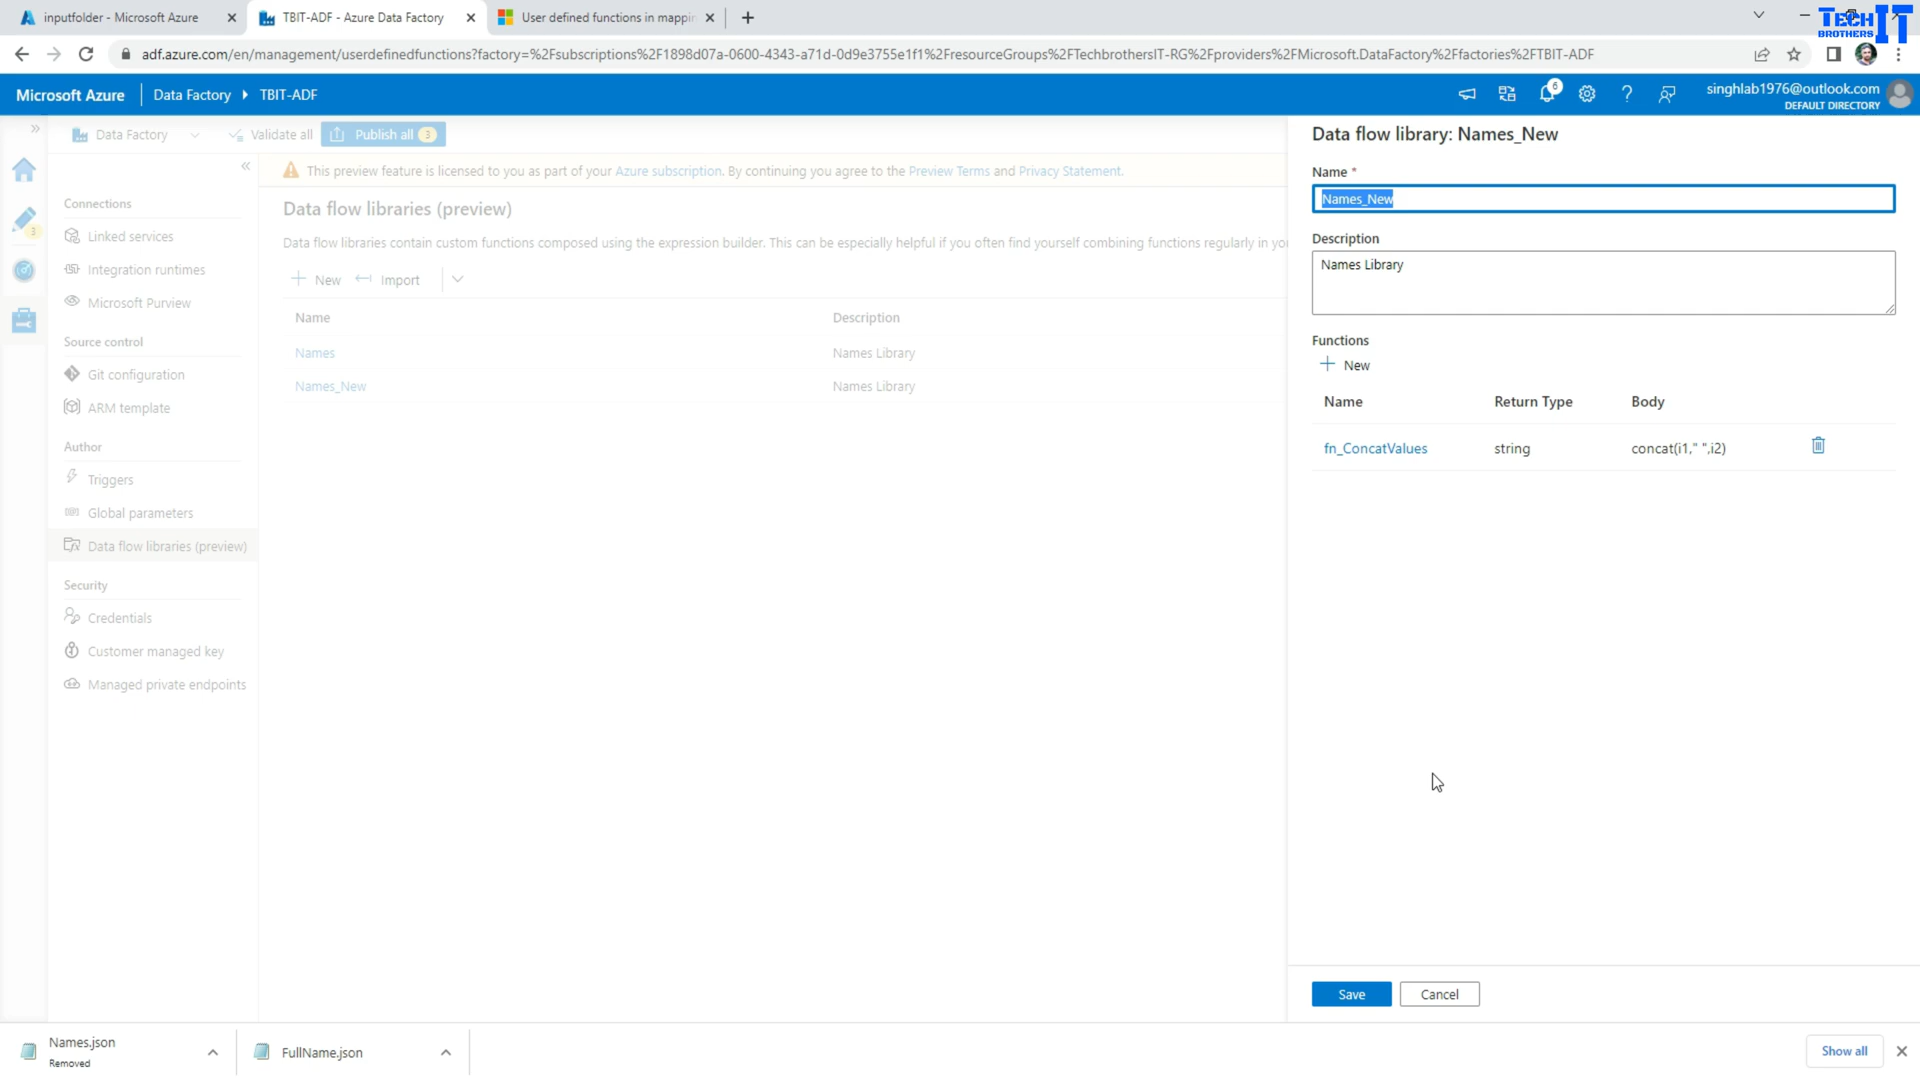 inputfolder - Microsoft Azure
TBIT-ADF - Azure Data Factory
User defined functions in mappin
TECH IT
BROTHERS
adf.azure.com/en/management/userdefinedfunctions?factory=%2Fsubscriptions%2F1898d07a-0600-4343-a71d-0d9e3755e1f1%2FresourceGroups%2FTechbrothersIT-RG%2Fproviders%2FMicrosoft.DataFactory%2Ffactories%2FTBIT-ADF
Microsoft Azure
Data Factory
TBIT-ADF
6
singhlab1976@outlook.com
DEFAULT DIRECTORY
Data Factory
Validate all
Publish all 3
3
Connections
Linked services
Integration runtimes
Microsoft Purview
Source control
Git configuration
ARM template
Author
Triggers
Global parameters
Data flow libraries (preview)
Security
Credentials
Customer managed key
Managed private endpoints
This preview feature is licensed to you as part of your Azure subscription. By continuing you agree to the Preview Terms and Privacy Statement.
Data flow libraries (preview)
Data flow libraries contain custom functions composed using the expression builder. This can be especially helpful if you often find yourself combining functions regularly in you
New
Import
Name Description
Names Names Library
Names_New Names Library
Data flow library: Names_New
Name *
Names_New
Description
Names Library
Functions
New
Name Return Type Body
fn_ConcatValues string concat(i1," ",i2)
Save
Cancel
Names.json
Removed
FullName.json
Show all